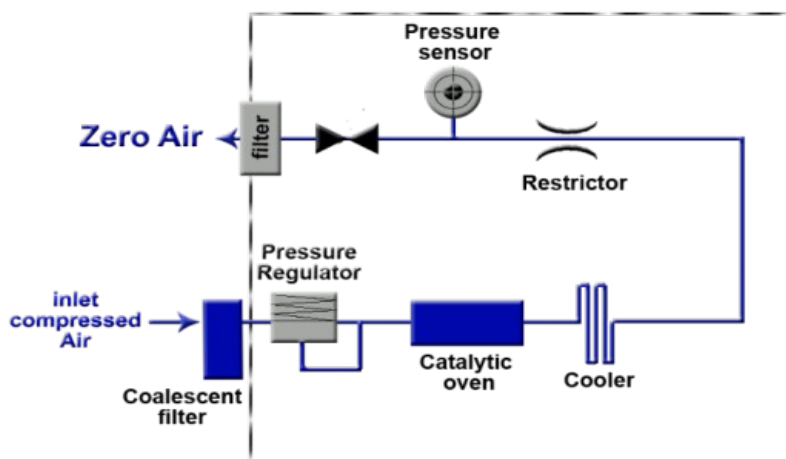 Pressure
sensor
Zero Air
filter
Restrictor
Pressure
Regulator
inlet
compressed
Air
Catalytic
oven
Cooler
Coalescent
filter